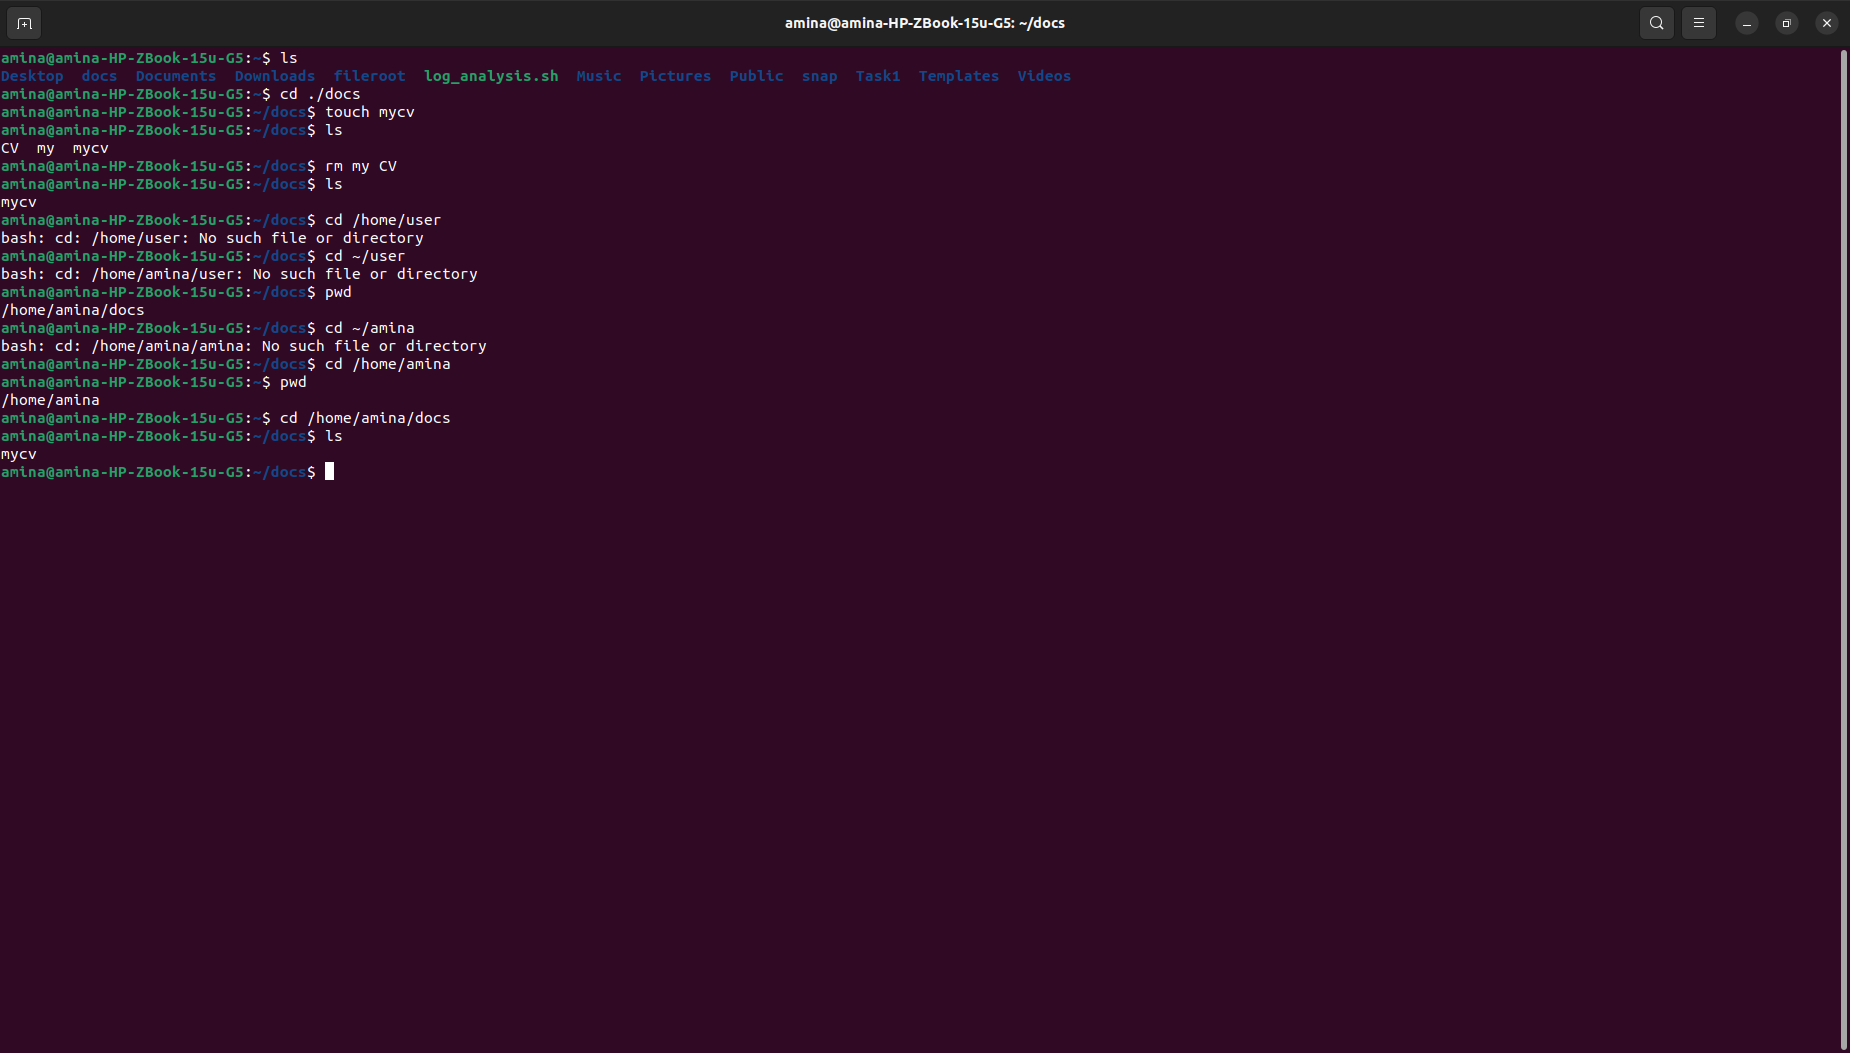 amina@amina-HP-ZBook-15u-G5: ~/docs
amina@amina-HP-ZBook-15u-G5:~$ ls
Desktop  docs  Documents  Downloads  fileroot  log_analysis.sh  Music  Pictures  Public  snap  Task1  Templates  Videos
amina@amina-HP-ZBook-15u-G5:~$ cd ./docs
amina@amina-HP-ZBook-15u-G5:~/docs$ touch mycv
amina@amina-HP-ZBook-15u-G5:~/docs$ ls
CV  my  mycv
amina@amina-HP-ZBook-15u-G5:~/docs$ rm my CV
amina@amina-HP-ZBook-15u-G5:~/docs$ ls
mycv
amina@amina-HP-ZBook-15u-G5:~/docs$ cd /home/user
bash: cd: /home/user: No such file or directory
amina@amina-HP-ZBook-15u-G5:~/docs$ cd ~/user
bash: cd: /home/amina/user: No such file or directory
amina@amina-HP-ZBook-15u-G5:~/docs$ pwd
/home/amina/docs
amina@amina-HP-ZBook-15u-G5:~/docs$ cd ~/amina
bash: cd: /home/amina/amina: No such file or directory
amina@amina-HP-ZBook-15u-G5:~/docs$ cd /home/amina
amina@amina-HP-ZBook-15u-G5:~$ pwd
/home/amina
amina@amina-HP-ZBook-15u-G5:~$ cd /home/amina/docs
amina@amina-HP-ZBook-15u-G5:~/docs$ ls
mycv
amina@amina-HP-ZBook-15u-G5:~/docs$